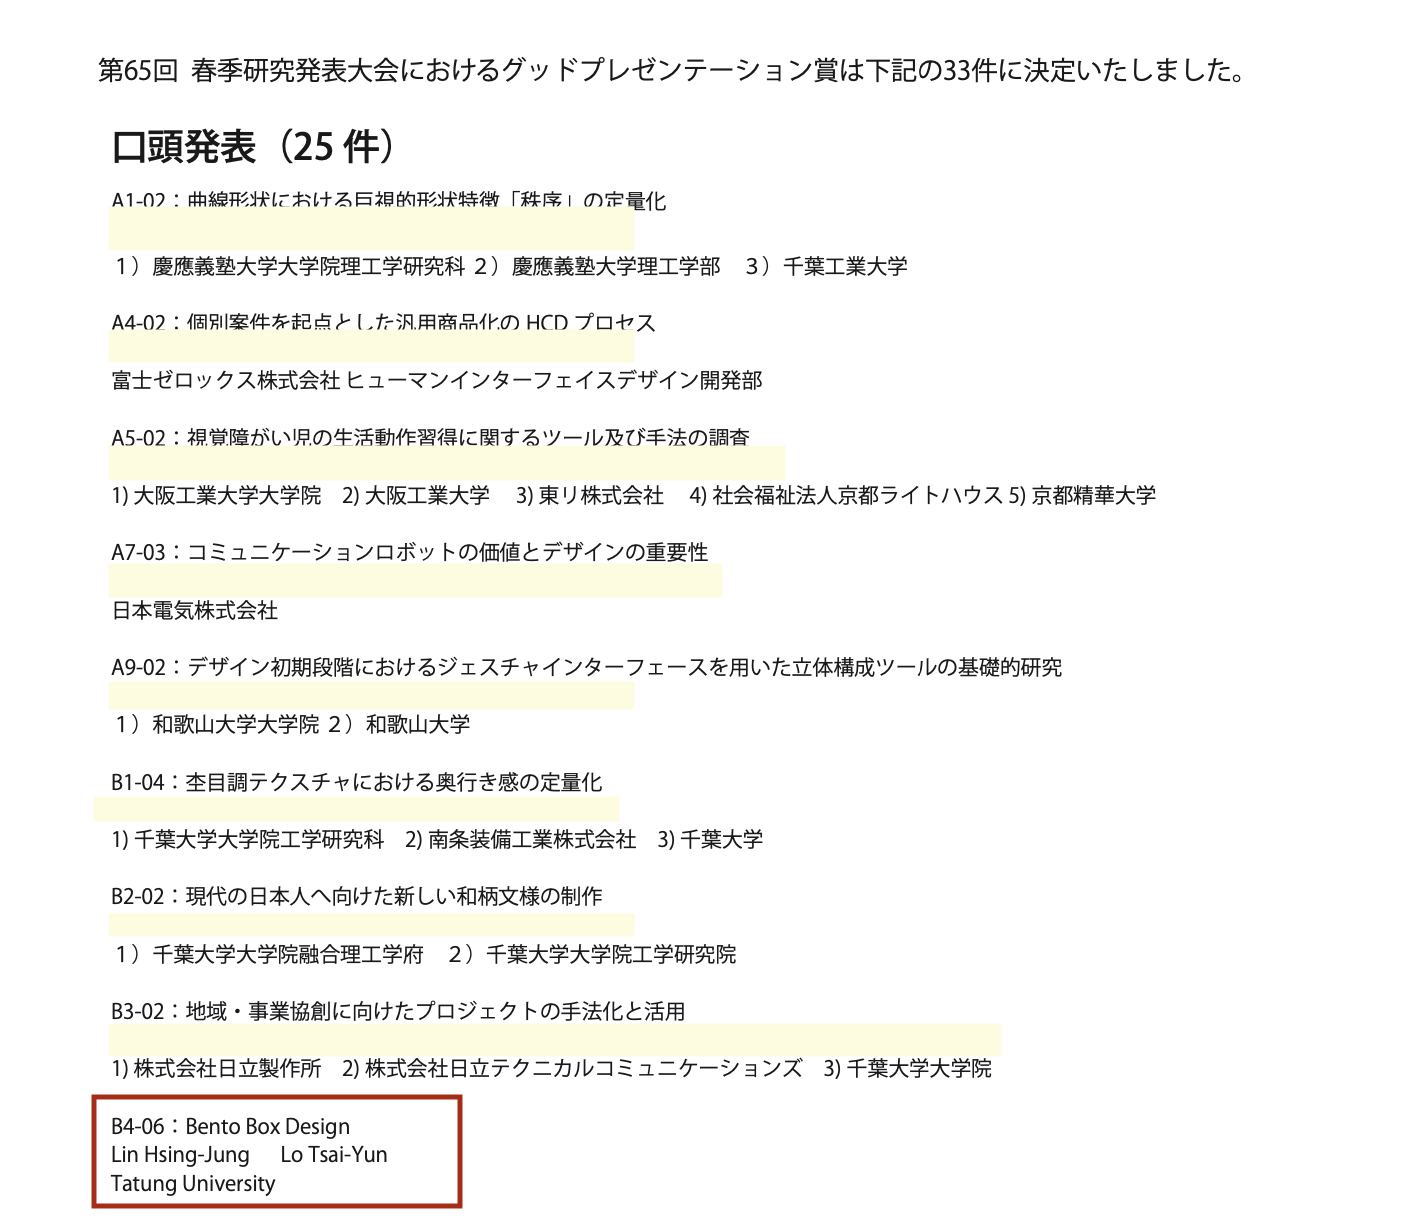 第65回 春季研究発表大会におけるグッドプレゼンテーション賞は下記の33件に決定いたしました。
口頭発表（25 件）
A1-02：曲線形状における巨視的形状特徴「秩序」の定量化
１）慶應義塾大学大学院理工学研究科 ２）慶應義塾大学理工学部　３）千葉工業大学
A4-02：個別案件を起点とした汎用商品化の HCD プロセス
富士ゼロックス株式会社 ヒューマンインターフェイスデザイン開発部
A5-02：視覚障がい児の生活動作習得に関するツール及び手法の調査
1) 大阪工業大学大学院　2) 大阪工業大学　 3) 東リ株式会社　 4) 社会福祉法人京都ライトハウス 5) 京都精華大学
A7-03：コミュニケーションロボットの価値とデザインの重要性
日本電気株式会社
A9-02：デザイン初期段階におけるジェスチャインターフェースを用いた立体構成ツールの基礎的研究
１）和歌山大学大学院 ２）和歌山大学
B1-04：杢目調テクスチャにおける奥行き感の定量化
1) 千葉大学大学院工学研究科　2) 南条装備工業株式会社　3) 千葉大学
B2-02：現代の日本人へ向けた新しい和柄文様の制作
１）千葉大学大学院融合理工学府　２）千葉大学大学院工学研究院
B3-02：地域・事業協創に向けたプロジェクトの手法化と活用
1) 株式会社日立製作所　2) 株式会社日立テクニカルコミュニケーションズ　3) 千葉大学大学院
B4-06：Bento Box Design
Lin Hsing-Jung　 Lo Tsai-Yun
Tatung University